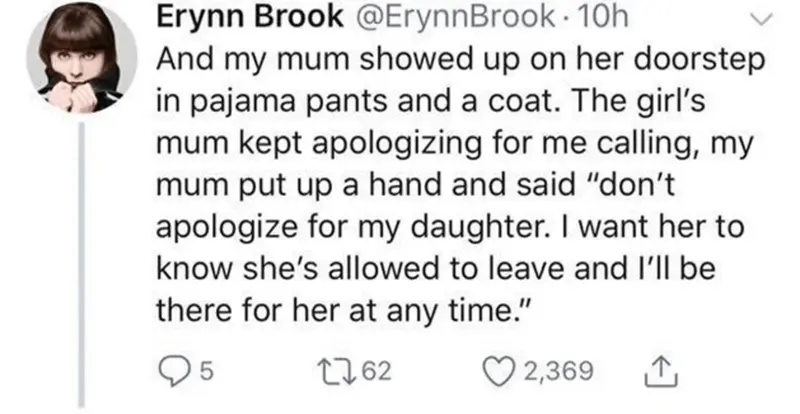 Erynn Brook @ErynnBrook · 10h
And my mum showed up on her doorstep
in pajama pants and a coat. The girl's
mum kept apologizing for me calling, my
mum put up a hand and said “don't
apologize for my daughter. I want her to
know she's allowed to leave and I'll be
there for her at any time.”
5 62 2,369